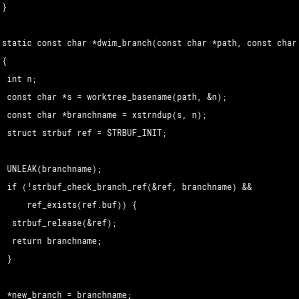 }
static const char *dwim_branch(const char *path, const char
{
int n;
const char *s = worktree_basename(path, &n);
const char *branchname = xstrndup(s, n);
struct strbuf ref = STRBUF_INIT;
UNLEAK(branchname);
if (!strbuf_check_branch_ref(&ref, branchname) &&
ref_exists(ref.buf)) {
strbuf_release(&ref);
return branchname;
}
*new_branch = branchname;